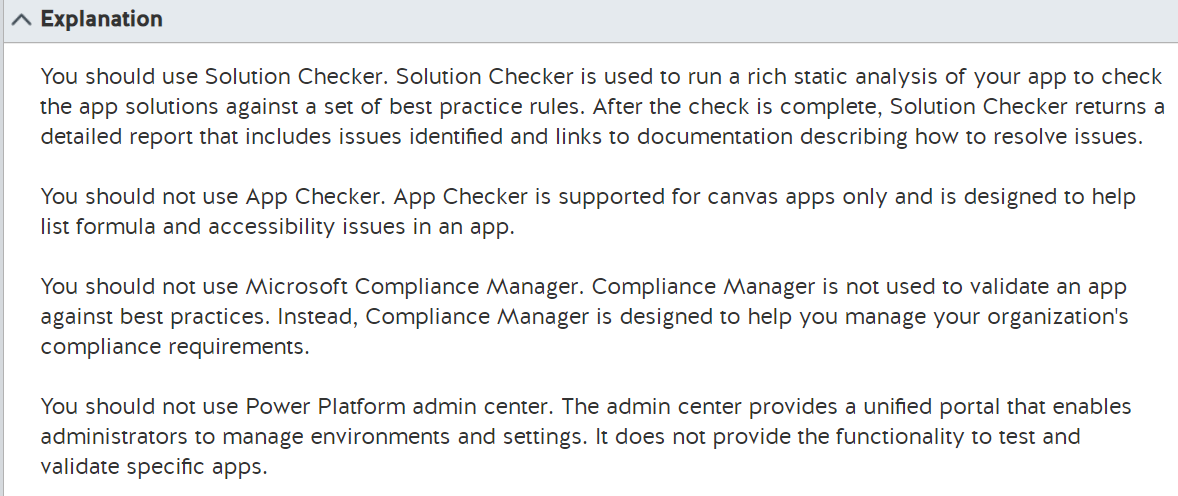 Explanation
You should use Solution Checker. Solution Checker is used to run a rich static analysis of your app to check
the app solutions against a set of best practice rules. After the check is complete, Solution Checker returns a
detailed report that includes issues identified and links to documentation describing how to resolve issues.
You should not use App Checker. App Checker is supported for canvas apps only and is designed to help
list formula and accessibility issues in an app.
You should not use Microsoft Compliance Manager. Compliance Manager is not used to validate an app
against best practices. Instead, Compliance Manager is designed to help you manage your organization's
compliance requirements.
You should not use Power Platform admin center. The admin center provides a unified portal that enables
administrators to manage environments and settings. It does not provide the functionality to test and
validate specific apps.